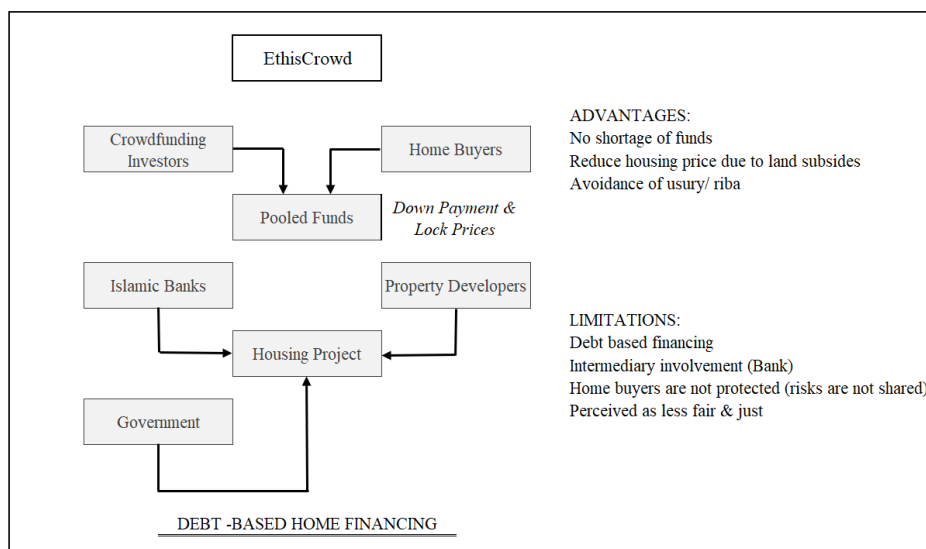 EthisCrowd
Crowdfunding
Investors
Home Buyers
Pooled Funds
Down Payment &
Lock Prices
Islamic Banks
Property Developers
Housing Project
Government
DEBT -BASED HOME FINANCING
ADVANTAGES:
No shortage of funds
Reduce housing price due to land subsides
Avoidance of usury/ riba
LIMITATIONS:
Debt based financing
Intermediary involvement (Bank)
Home buyers are not protected (risks are not shared)
Perceived as less fair & just